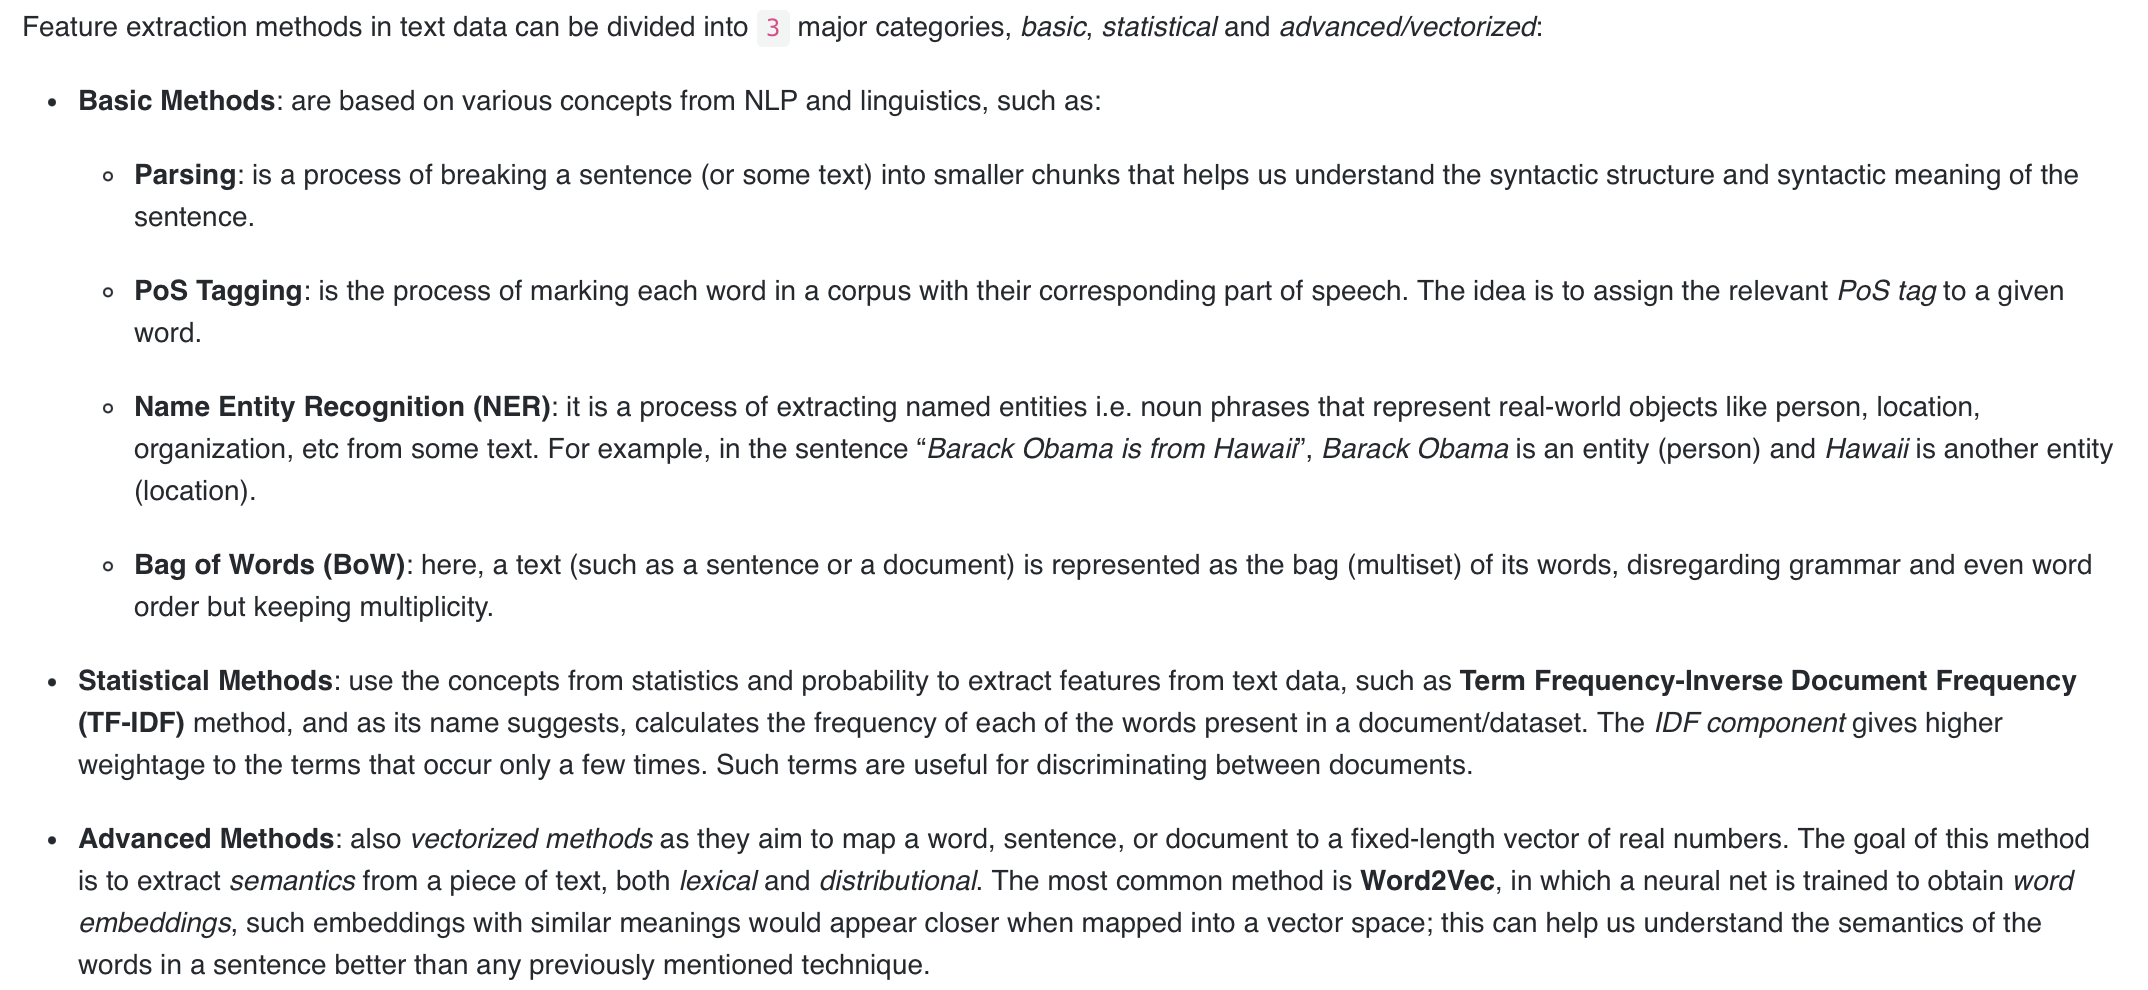 Feature extraction methods in text data can be divided into 3 major categories, basic, statistical and advanced/vectorized:
• Basic Methods: are based on various concepts from NLP and linguistics, such as:
◦ Parsing: is a process of breaking a sentence (or some text) into smaller chunks that helps us understand the syntactic structure and syntactic meaning of the
sentence.
◦ PoS Tagging: is the process of marking each word in a corpus with their corresponding part of speech. The idea is to assign the relevant PoS tag to a given
word.
◦ Name Entity Recognition (NER): it is a process of extracting named entities i.e. noun phrases that represent real-world objects like person, location,
organization, etc from some text. For example, in the sentence “Barack Obama is from Hawaii”, Barack Obama is an entity (person) and Hawaii is another entity
(location).
◦ Bag of Words (BoW): here, a text (such as a sentence or a document) is represented as the bag (multiset) of its words, disregarding grammar and even word
order but keeping multiplicity.
• Statistical Methods: use the concepts from statistics and probability to extract features from text data, such as Term Frequency-Inverse Document Frequency
(TF-IDF) method, and as its name suggests, calculates the frequency of each of the words present in a document/dataset. The IDF component gives higher
weightage to the terms that occur only a few times. Such terms are useful for discriminating between documents.
• Advanced Methods: also vectorized methods as they aim to map a word, sentence, or document to a fixed-length vector of real numbers. The goal of this method
is to extract semantics from a piece of text, both lexical and distributional. The most common method is Word2Vec, in which a neural net is trained to obtain word
embeddings, such embeddings with similar meanings would appear closer when mapped into a vector space; this can help us understand the semantics of the
words in a sentence better than any previously mentioned technique.